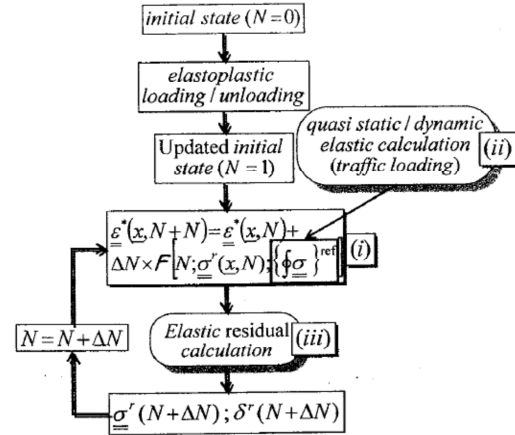 initial state (N=0)
elastoplastic
loading / unloading
Updated initial
state (N=1)
quasi static / dynamic
elastic calculation
(traffic loading)
(ii)
ε*(x,N+N)=ε*(x,N)+
ΔN×F[N;σʳ(x,N);{∮σ}ʳᵉᶠ]
(i)
N=N+ΔN
Elastic residual
calculation
(iii)
σʳ(N+ΔN);δʳ(N+ΔN)